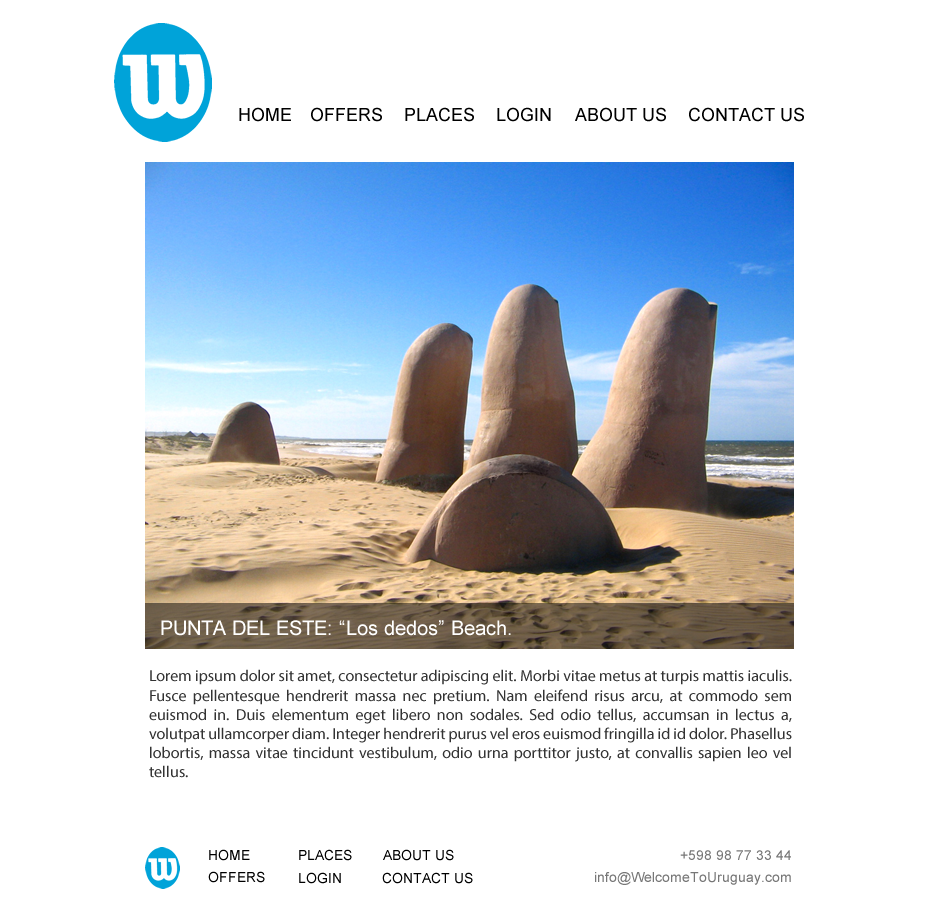 W
HOME OFFERS PLACES LOGIN ABOUT US CONTACT US
PUNTA DEL ESTE: “Los dedos” Beach.
Lorem ipsum dolor sit amet, consectetur adipiscing elit. Morbi vitae metus at turpis mattis iaculis.
Fusce pellentesque hendrerit massa nec pretium. Nam eleifend risus arcu, at commodo sem
euismod in. Duis elementum eget libero non sodales. Sed odio tellus, accumsan in lectus a,
volutpat ullamcorper diam. Integer hendrerit purus vel eros euismod fringilla id id dolor. Phasellus
lobortis, massa vitae tincidunt vestibulum, odio urna porttitor justo, at convallis sapien leo vel
tellus.
W
HOME PLACES ABOUT US +598 98 77 33 44
OFFERS LOGIN CONTACT US info@WelcomeToUruguay.com